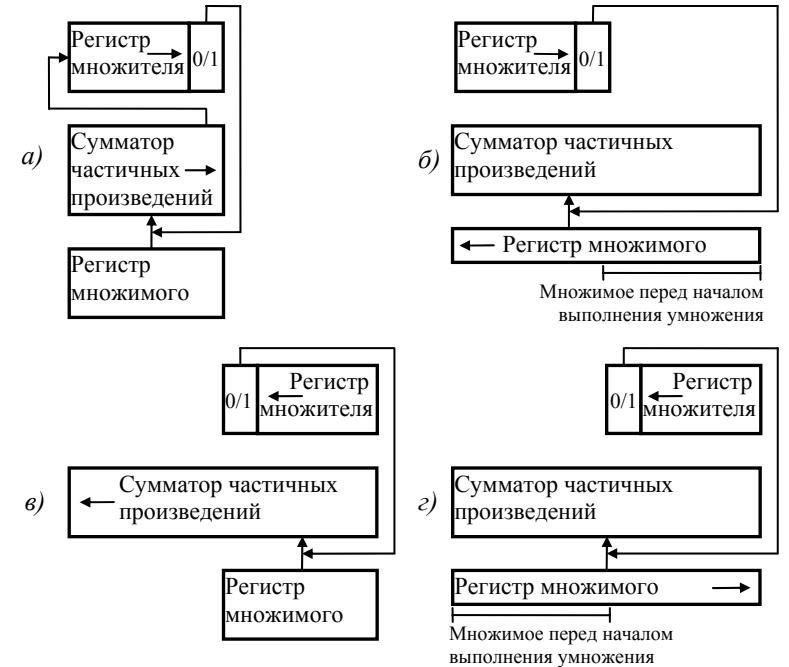 Регистр
множителя
0/1
Сумматор
частичных
произведений
а)
Регистр
множимого
Регистр
множителя
0/1
Сумматор частичных
произведений
б)
Регистр множимого
Множимое перед началом
выполнения умножения
0/1
Регистр
множителя
Сумматор частичных
произведений
в)
Регистр
множимого
0/1
Регистр
множителя
Сумматор частичных
произведений
г)
Регистр множимого
Множимое перед началом
выполнения умножения